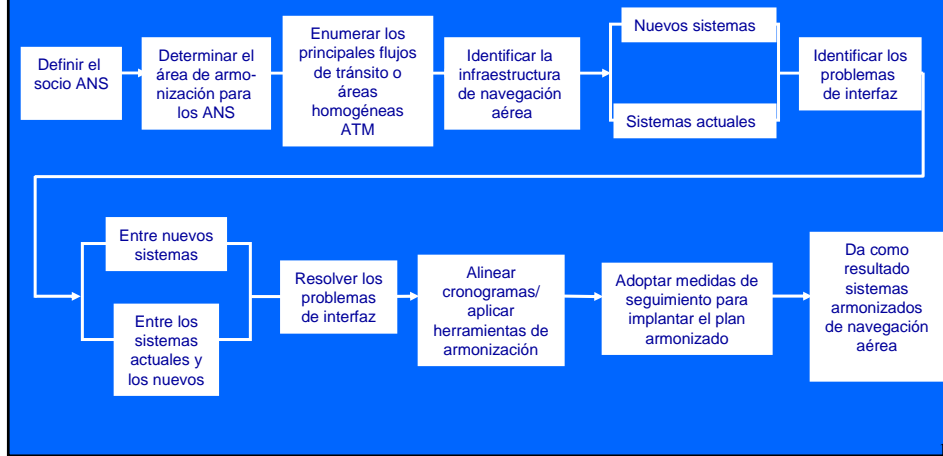 Definir el
socio ANS
Determinar el
área de armo-
nización para
los ANS
Enumerar los
principales flujos
de tránsito o
áreas
homogéneas
ATM
Identificar la
infraestructura
de navegación
aérea
Nuevos sistemas
Sistemas actuales
Identificar los
problemas
de interfaz
Entre nuevos
sistemas
Entre los
sistemas
actuales y
los nuevos
Resolver los
problemas
de interfaz
Alinear
cronogramas/
aplicar
herramientas de
armonización
Adoptar medidas de
seguimiento para
implantar el plan
armonizado
Da como
resultado
sistemas
armonizados
de navegación
aérea